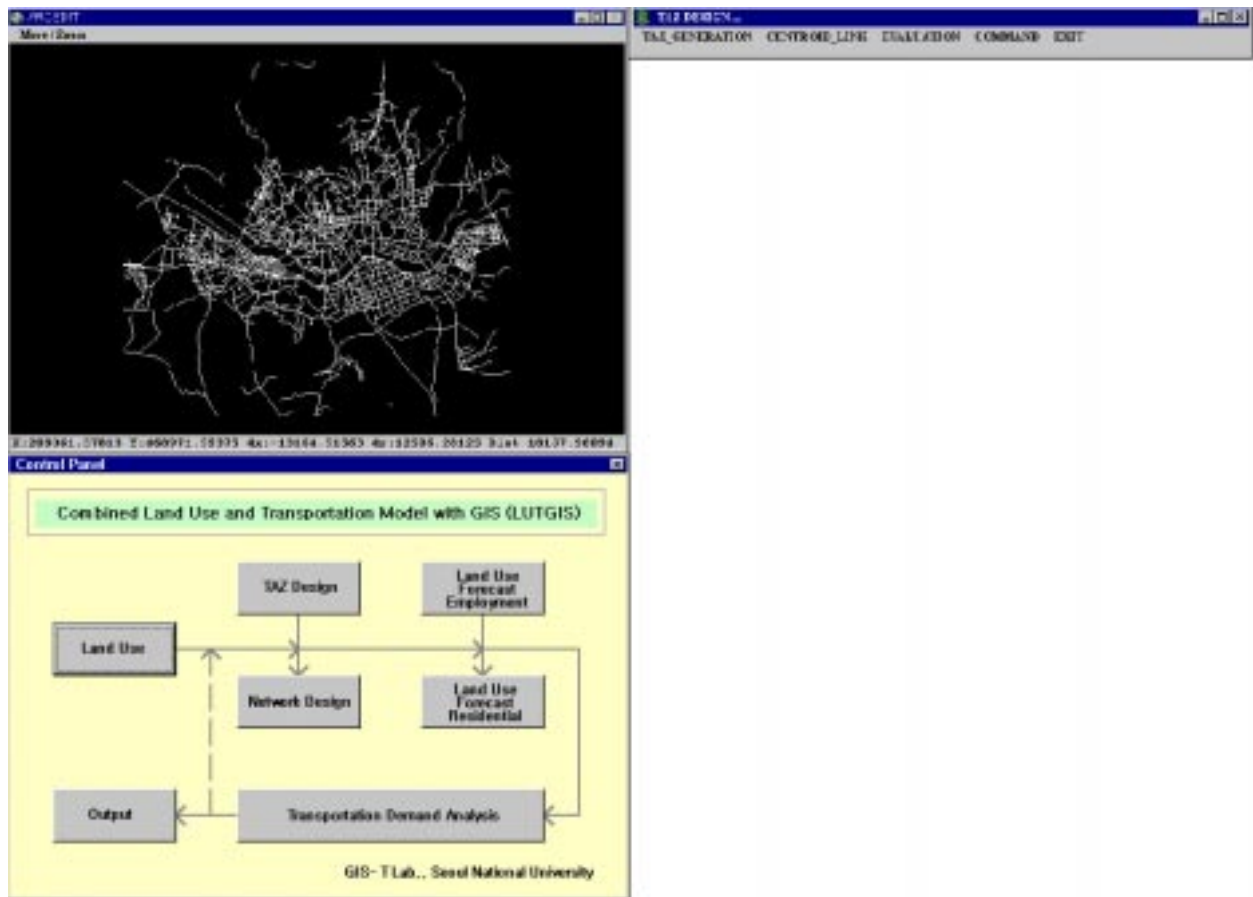 ARCEDIT
Move/Zoom
TAZ DESIGN...
TAZ_GENERATION CENTROID_LINK EVALUATION COMMAND EXIT
Control Panel
Combined Land Use and Transportation Model with GIS (LUTGIS)
TAZ Design
Land Use
Forecast
Employment
Land Use
Network Design
Land Use
Forecast
Residential
Output
Transportation Demand Analysis
GIS-T Lab., Seoul National University